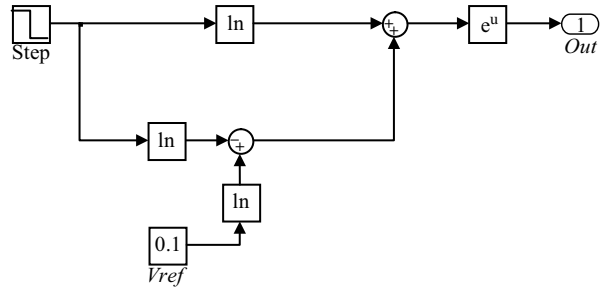 ln
+
+
e^u
1
Step
Out
ln
−
+
ln
0.1
Vref